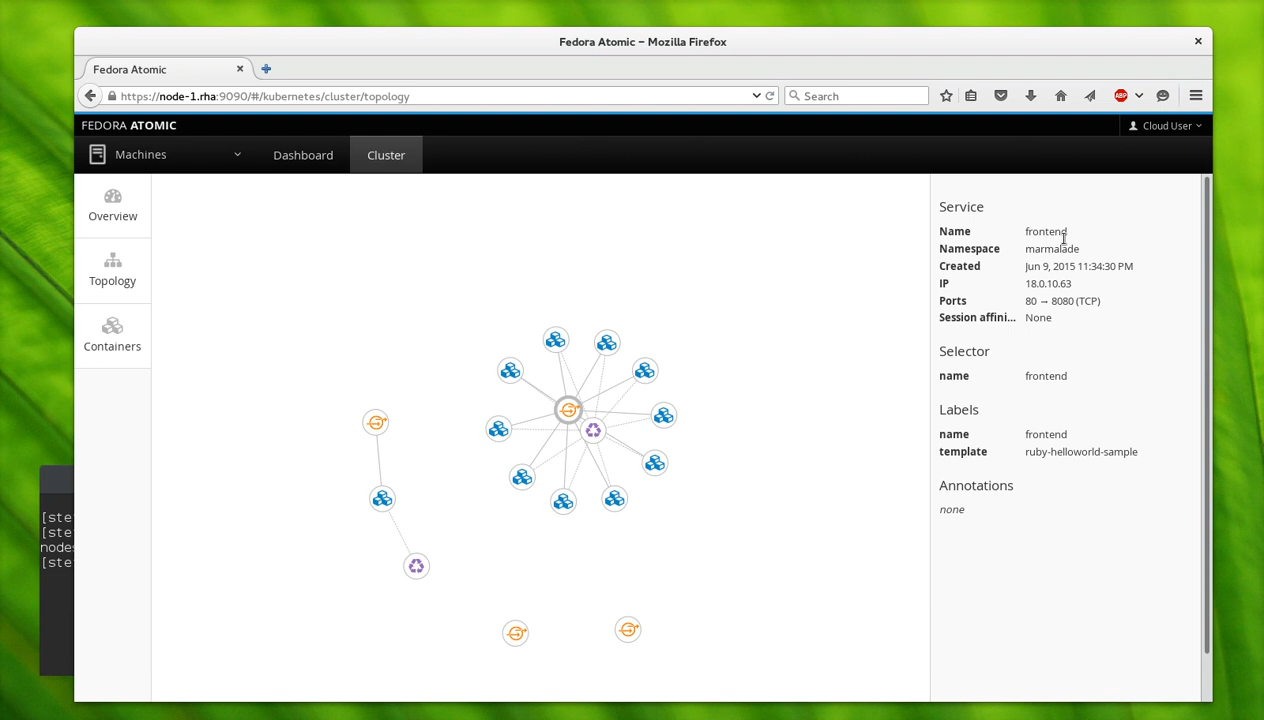 Fedora Atomic – Mozilla Firefox
Fedora Atomic
https://node-1.rha:9090/#/kubernetes/cluster/topology
Search
ABP
FEDORA ATOMIC
Cloud User
Machines
Dashboard
Cluster
Overview
Topology
Containers
Service
Name frontend
Namespace marmalade
Created Jun 9, 2015 11:34:30 PM
IP 18.0.10.63
Ports 80 → 8080 (TCP)
Session affini... None
Selector
name frontend
Labels
name frontend
template ruby-helloworld-sample
Annotations
none
[ste
[ste
nodes
[ste